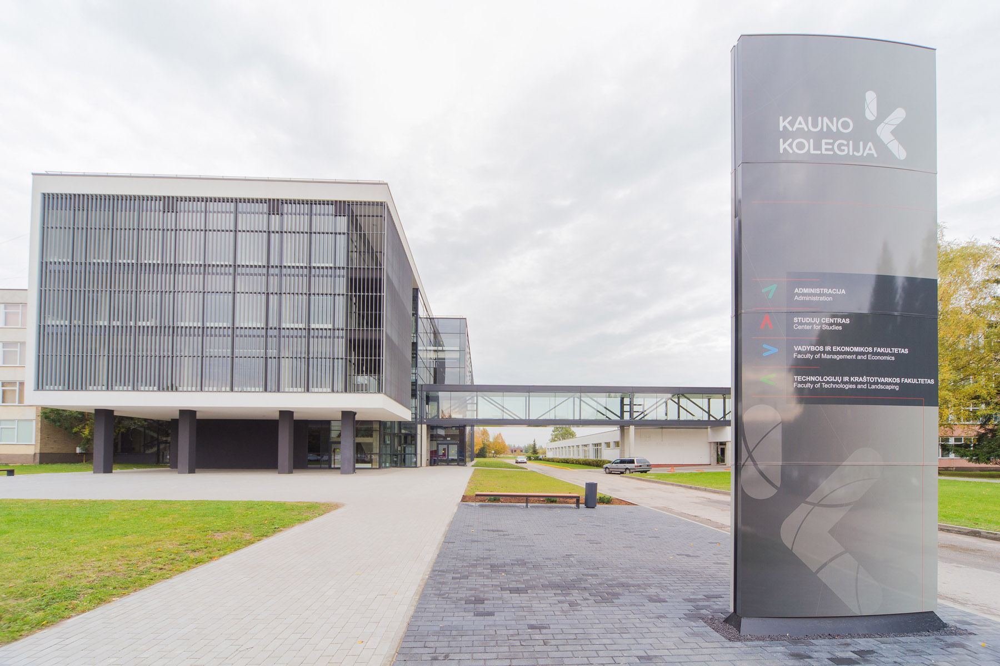 KAUNO
KOLEGIJA
ADMINISTRACIJA
Administration
STUDIJŲ CENTRAS
Center for Studies
VADYBOS IR EKONOMIKOS FAKULTETAS
Faculty of Management and Economics
TECHNOLOGIJŲ IR KRAŠTOTVARKOS FAKULTETAS
Faculty of Technologies and Landscaping